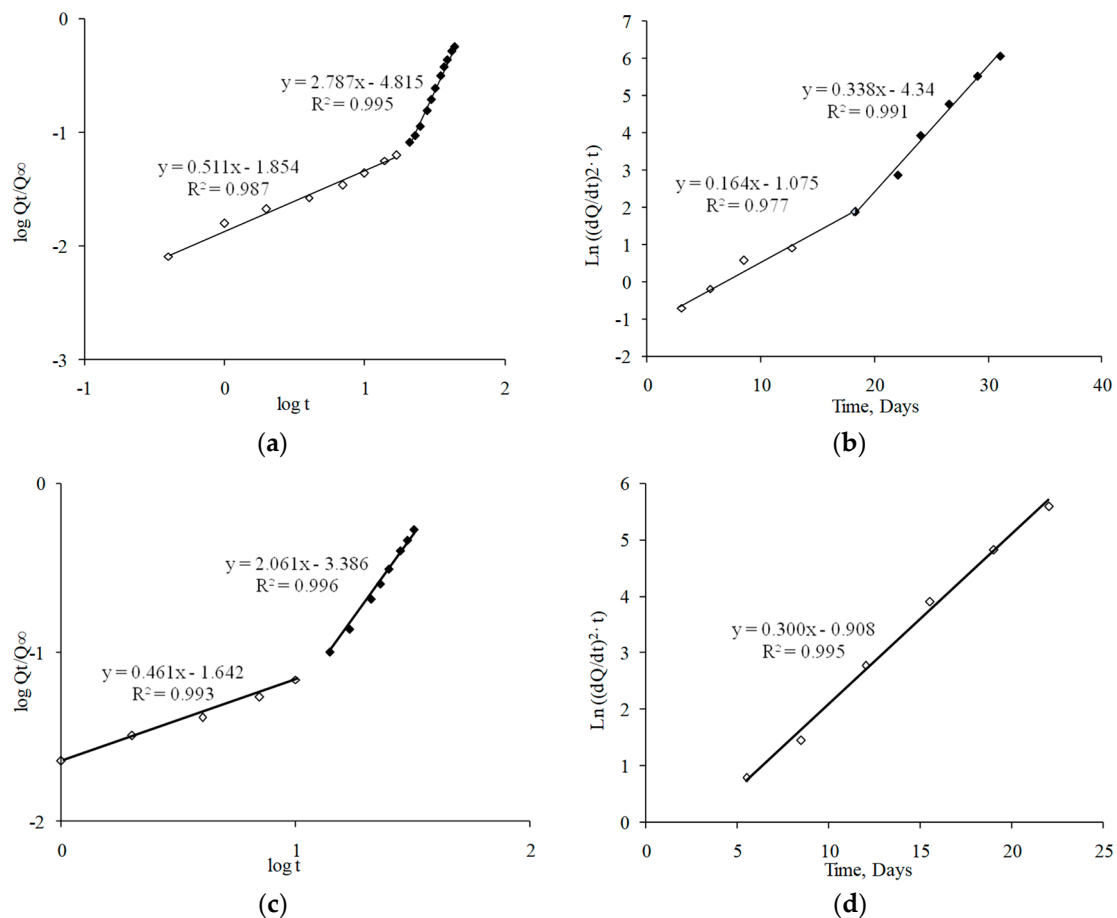 0
-1
-2
-3
-1
0
1
2
log Qt/Q∞
log t
y = 2.787x - 4.815
R² = 0.995
y = 0.511x - 1.854
R² = 0.987
(a)
7
6
5
4
3
2
1
0
-1
-2
0
10
20
30
40
Ln ((dQ/dt)2· t)
Time, Days
y = 0.338x - 4.34
R² = 0.991
y = 0.164x - 1.075
R² = 0.977
(b)
0
-1
-2
0
1
2
log Qt/Q∞
log t
y = 2.061x - 3.386
R² = 0.996
y = 0.461x - 1.642
R² = 0.993
(c)
6
5
4
3
2
1
0
0
5
10
15
20
25
Ln ((dQ/dt)²· t)
Time, Days
y = 0.300x - 0.908
R² = 0.995
(d)